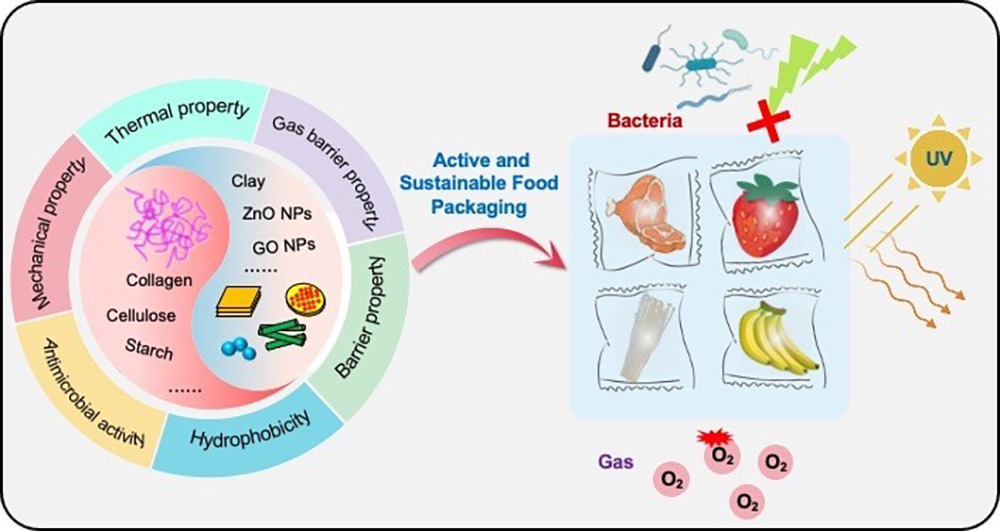 Thermal property
Gas barrier property
Mechanical property
Barrier property
Antimicrobial activity
Hydrophobicity
Clay
ZnO NPs
GO NPs
......
Collagen
Cellulose
Starch
......
Active and
Sustainable Food
Packaging
Bacteria
UV
Gas
O₂
O₂
O₂
O₂